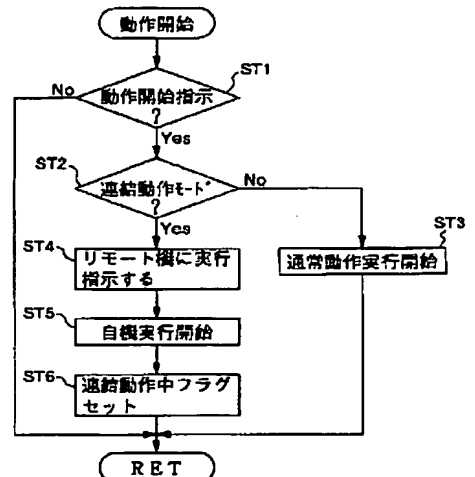 動作開始
ST1
No
動作開始指示
?
Yes
ST2
連結動作ﾓｰﾄﾞ
No
?
Yes
ST3
ST4
リモート機に実行
指示する
通常動作実行開始
ST5
自機実行開始
ST6
連結動作中フラグ
セット
RET